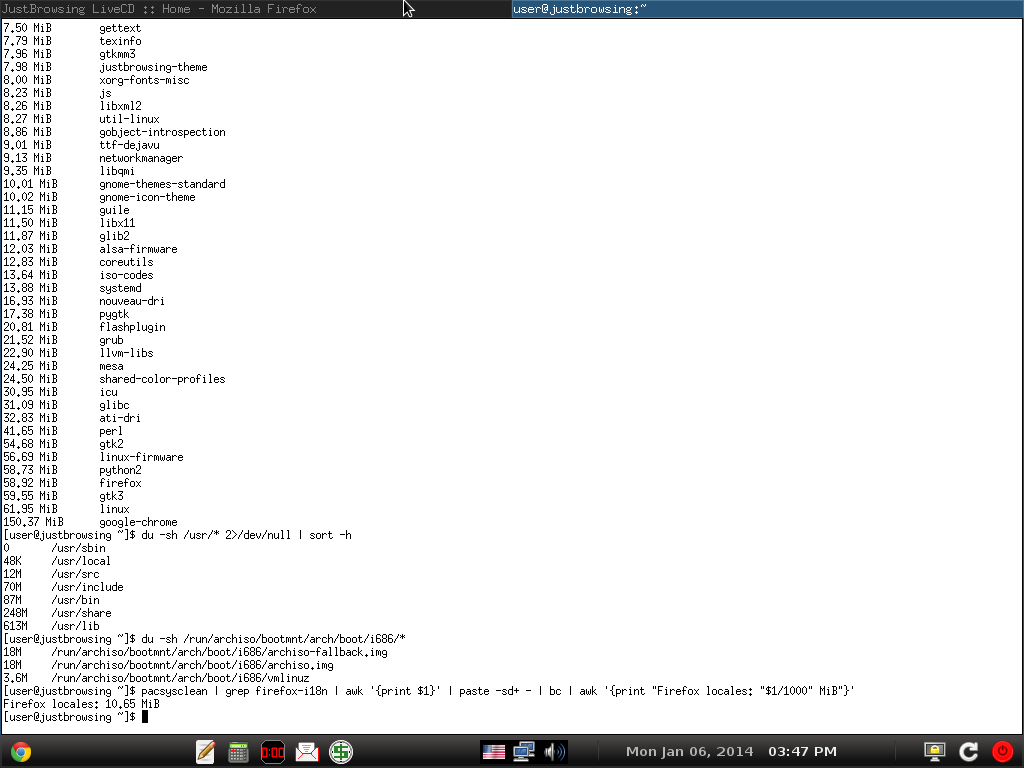 JustBrowsing LiveCD :: Home - Mozilla Firefox
user@justbrowsing:~
7.50 MiB gettext
7.79 MiB texinfo
7.96 MiB gtkmm3
7.98 MiB justbrowsing-theme
8.00 MiB xorg-fonts-misc
8.23 MiB js
8.26 MiB libxml2
8.27 MiB util-linux
8.86 MiB gobject-introspection
9.01 MiB ttf-dejavu
9.13 MiB networkmanager
9.35 MiB libqmi
10.01 MiB gnome-themes-standard
10.02 MiB gnome-icon-theme
11.15 MiB guile
11.50 MiB libx11
11.87 MiB glib2
12.03 MiB alsa-firmware
12.83 MiB coreutils
13.64 MiB iso-codes
13.88 MiB systemd
16.93 MiB nouveau-dri
17.38 MiB pygtk
20.81 MiB flashplugin
21.52 MiB grub
22.90 MiB llvm-libs
24.25 MiB mesa
24.50 MiB shared-color-profiles
30.95 MiB icu
31.09 MiB glibc
32.83 MiB ati-dri
41.65 MiB perl
54.68 MiB gtk2
56.69 MiB linux-firmware
58.73 MiB python2
58.92 MiB firefox
59.55 MiB gtk3
61.95 MiB linux
150.37 MiB google-chrome
[user@justbrowsing ~]$ du -sh /usr/* 2>/dev/null | sort -h
0 /usr/sbin
48K /usr/local
12M /usr/src
70M /usr/include
87M /usr/bin
248M /usr/share
613M /usr/lib
[user@justbrowsing ~]$ du -sh /run/archiso/bootmnt/arch/boot/i686/*
18M /run/archiso/bootmnt/arch/boot/i686/archiso-fallback.img
18M /run/archiso/bootmnt/arch/boot/i686/archiso.img
3.6M /run/archiso/bootmnt/arch/boot/i686/vmlinuz
[user@justbrowsing ~]$ pacsysclean | grep firefox-i18n | awk '{print $1}' | paste -sd+ - | bc | awk '{print "Firefox locales: "$1/1000" MiB"}'
Firefox locales: 10.65 MiB
[user@justbrowsing ~]$
0:00
Mon Jan 06, 2014 03:47 PM